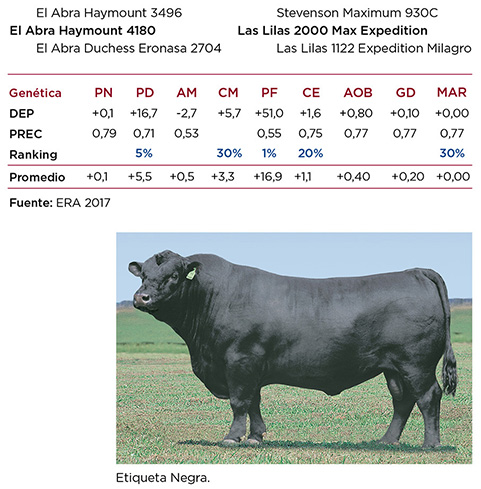 El Abra Haymount 3496 Stevenson Maximum 930C
El Abra Haymount 4180 Las Lilas 2000 Max Expedition
El Abra Duchess Eronasa 2704 Las Lilas 1122 Expedition Milagro
Genética PN PD AM CM PF CE AOB GD MAR
DEP +0,1 +16,7 -2,7 +5,7 +51,0 +1,6 +0,80 +0,10 +0,00
PREC 0,79 0,71 0,53 0,55 0,75 0,77 0,77 0,77
Ranking 5% 30% 1% 20% 30%
Promedio +0,1 +5,5 +0,5 +3,3 +16,9 +1,1 +0,40 +0,20 +0,00
Fuente: ERA 2017
Etiqueta Negra.